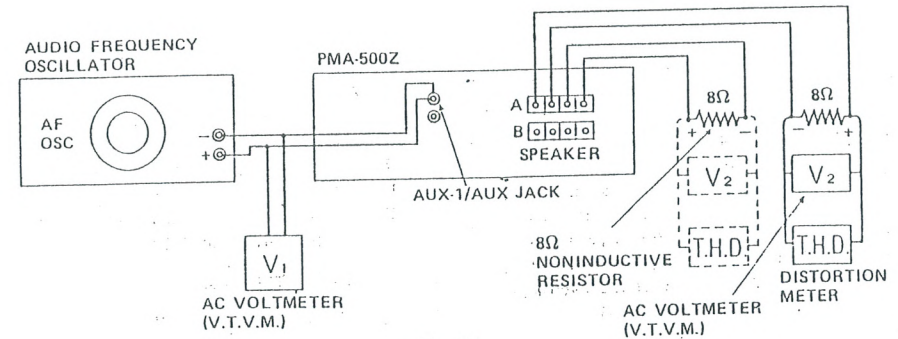 AUDIO FREQUENCY
OSCILLATOR
PMA-500Z
AF
OSC
−
+
A
B
SPEAKER
AUX-1/AUX JACK
8Ω
+ −
V2
T.H.D.
8Ω
− +
V2
T.H.D.
V1
AC VOLTMETER
(V.T.V.M.)
8Ω
NONINDUCTIVE
RESISTOR
AC VOLTMETER
(V.T.V.M.)
DISTORTION
METER